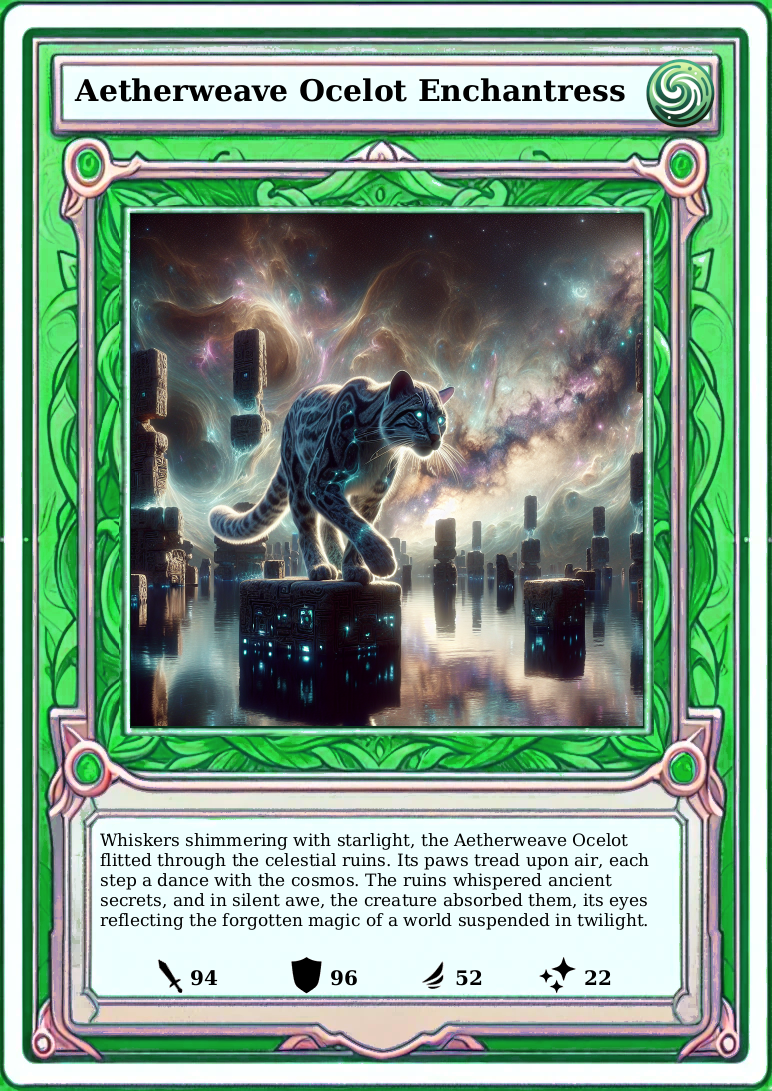 Aetherweave Ocelot Enchantress
Whiskers shimmering with starlight, the Aetherweave Ocelot
flitted through the celestial ruins. Its paws tread upon air, each
step a dance with the cosmos. The ruins whispered ancient
secrets, and in silent awe, the creature absorbed them, its eyes
reflecting the forgotten magic of a world suspended in twilight.
94 96 52 22